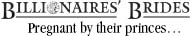 BILLIONAIRES' BRIDES
Pregnant by their princes...